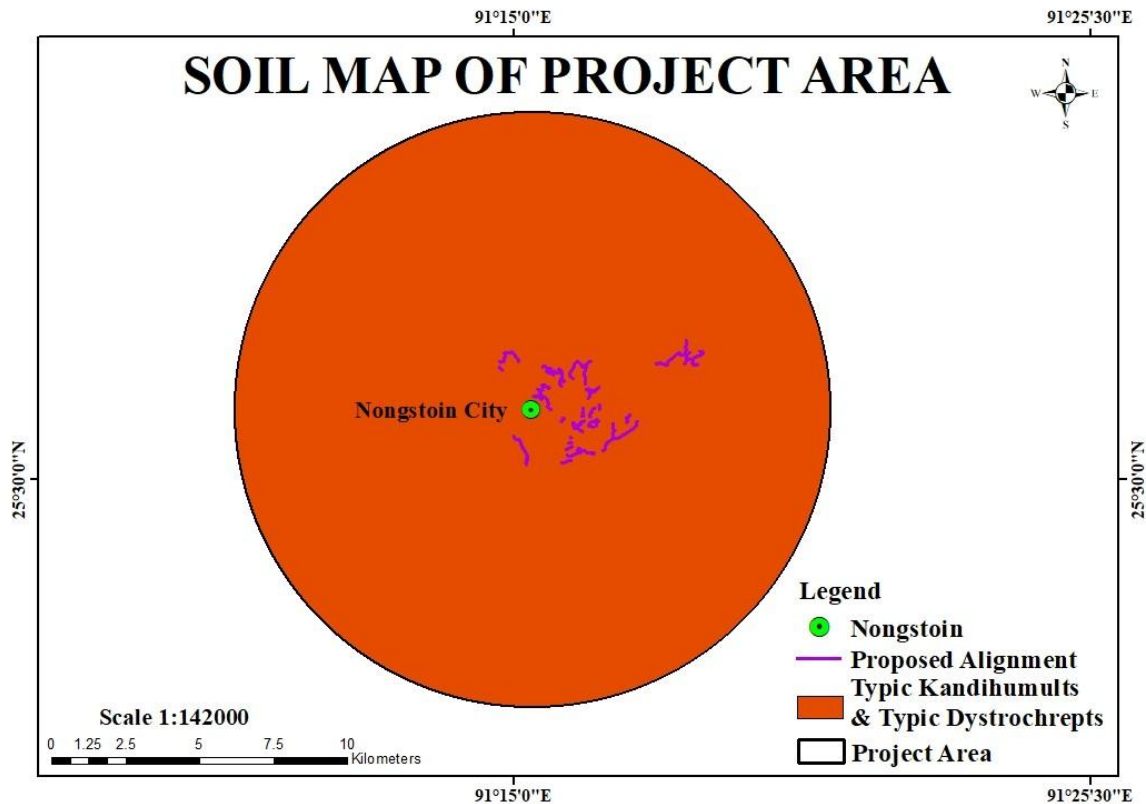 91°15'0"E 91°25'30"E
SOIL MAP OF PROJECT AREA
N
W E
S
Nongstoin City
25°30'0"N 25°30'0"N
Legend
Nongstoin
Proposed Alignment
Typic Kandihumults
& Typic Dystrochrepts
Project Area
Scale 1:142000
0 1.25 2.5 5 7.5 10
Kilometers
91°15'0"E 91°25'30"E